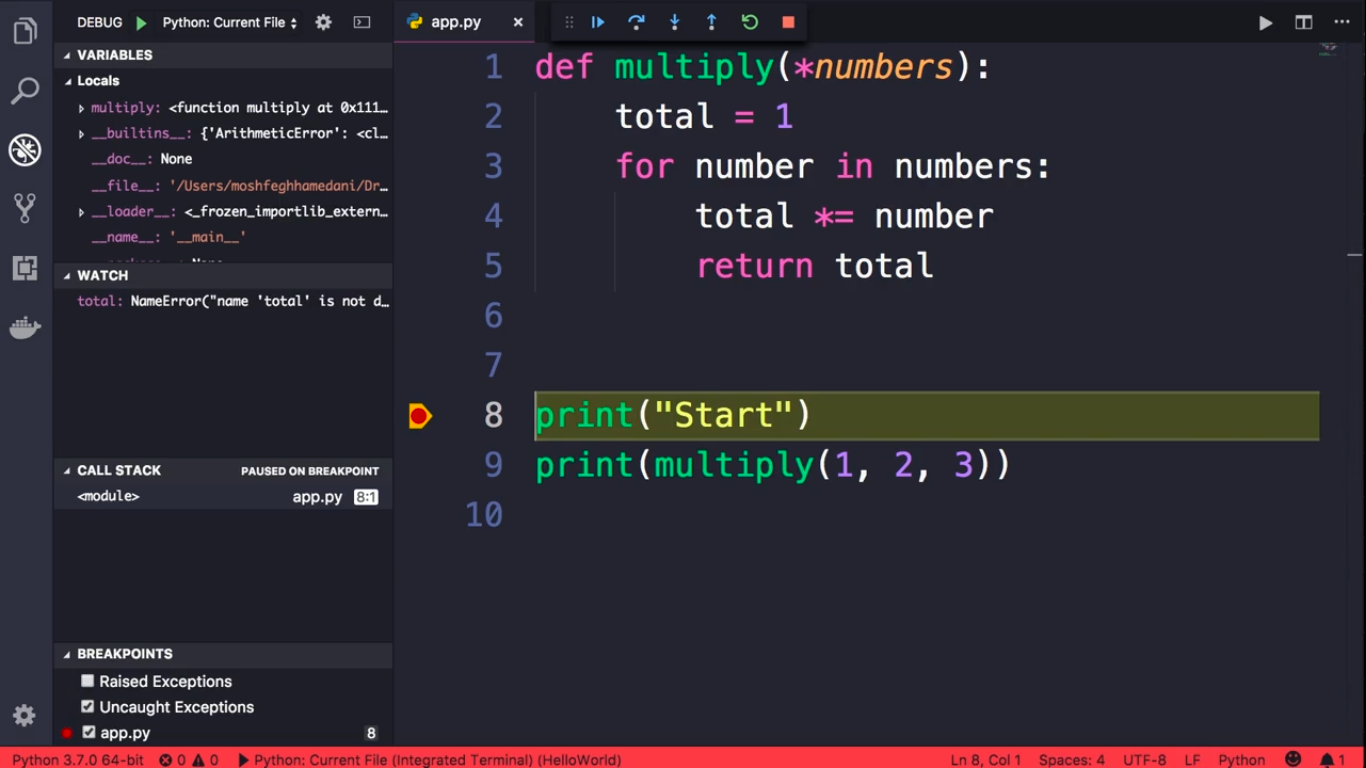 DEBUG Python: Current File
VARIABLES
Locals
multiply: <function multiply at 0x111…
__builtins__: {'ArithmeticError': <cl…
__doc__: None
__file__: '/Users/moshfeghhamedani/Dr…
__loader__: <_frozen_importlib_extern…
__name__: '__main__'
WATCH
total: NameError("name 'total' is not d…
CALL STACK PAUSED ON BREAKPOINT
<module> app.py 8:1
BREAKPOINTS
Raised Exceptions
Uncaught Exceptions
app.py 8
app.py ×
1 def multiply(*numbers):
2     total = 1
3     for number in numbers:
4         total *= number
5         return total
6
7
8 print("Start")
9 print(multiply(1, 2, 3))
10
Python 3.7.0 64-bit 0 0 Python: Current File (Integrated Terminal) (HelloWorld) Ln 8, Col 1 Spaces: 4 UTF-8 LF Python 1